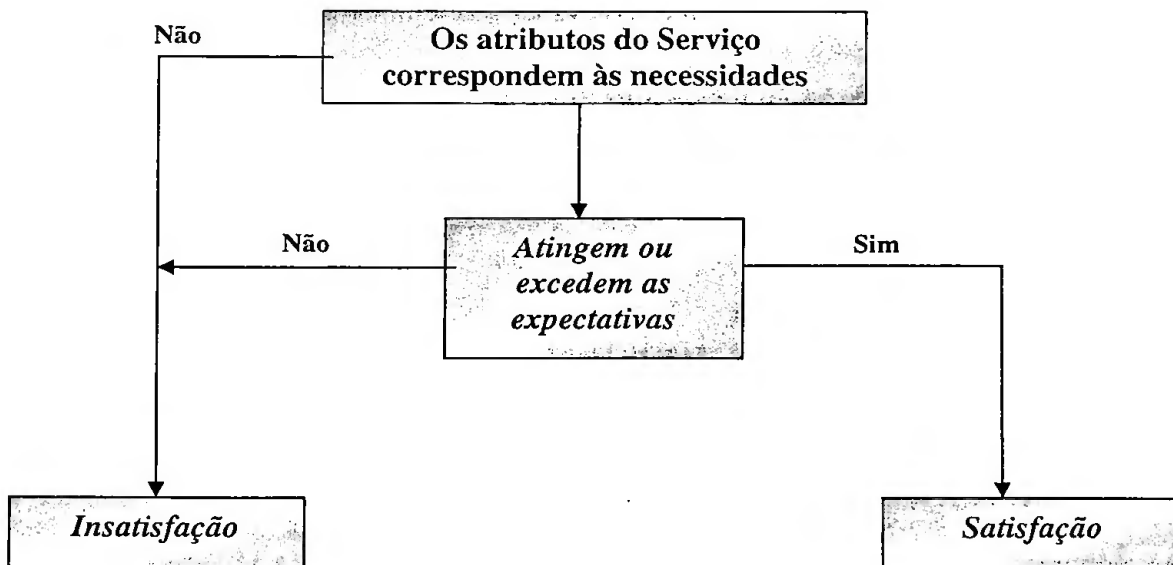 Não
Os atributos do Serviço
correspondem às necessidades
Não
Atingem ou
excedem as
expectativas
Sim
Insatisfação
Satisfação